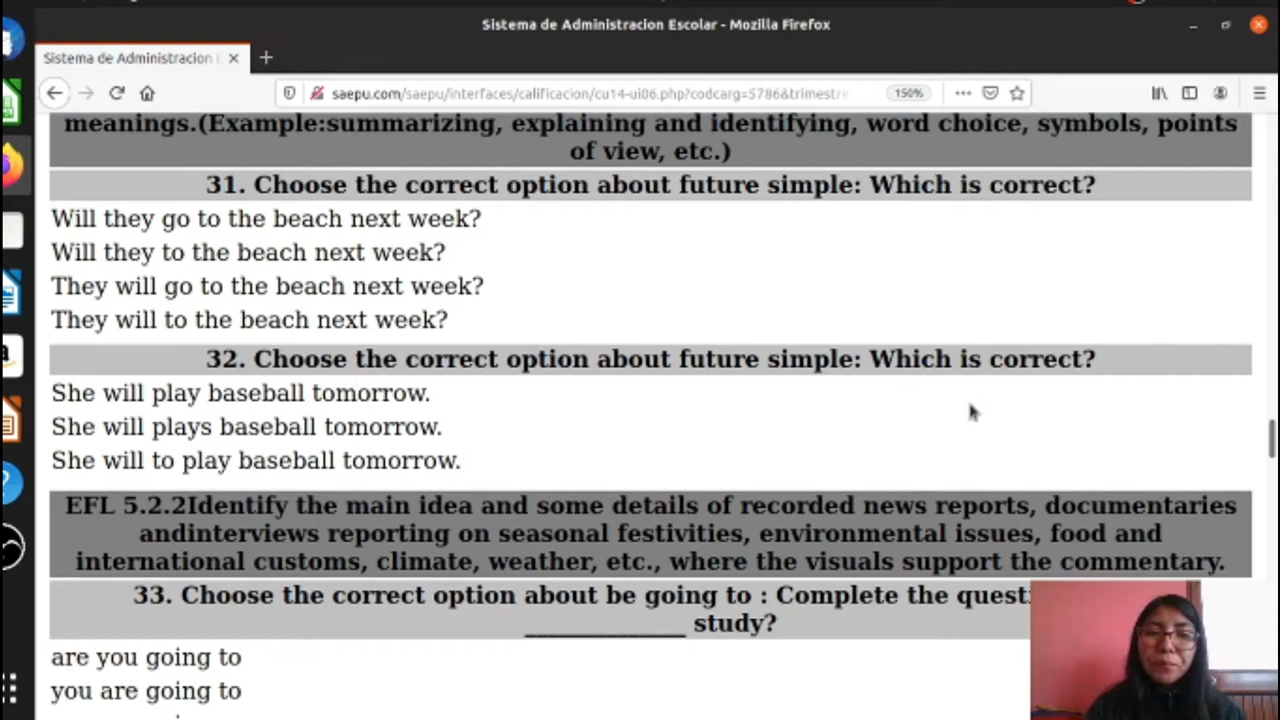 Sistema de Administracion Escolar - Mozilla Firefox
Sistema de Administracion
saepu.com/saepu/interfaces/calificacion/cu14-ui06.php?codcarg=5786&trimestre
150%
meanings.(Example:summarizing, explaining and identifying, word choice, symbols, points
of view, etc.)
31. Choose the correct option about future simple: Which is correct?
Will they go to the beach next week?
Will they to the beach next week?
They will go to the beach next week?
They will to the beach next week?
32. Choose the correct option about future simple: Which is correct?
She will play baseball tomorrow.
She will plays baseball tomorrow.
She will to play baseball tomorrow.
EFL 5.2.2Identify the main idea and some details of recorded news reports, documentaries
andinterviews reporting on seasonal festivities, environmental issues, food and
international customs, climate, weather, etc., where the visuals support the commentary.
33. Choose the correct option about be going to : Complete the questi
_____________ study?
are you going to
you are going to